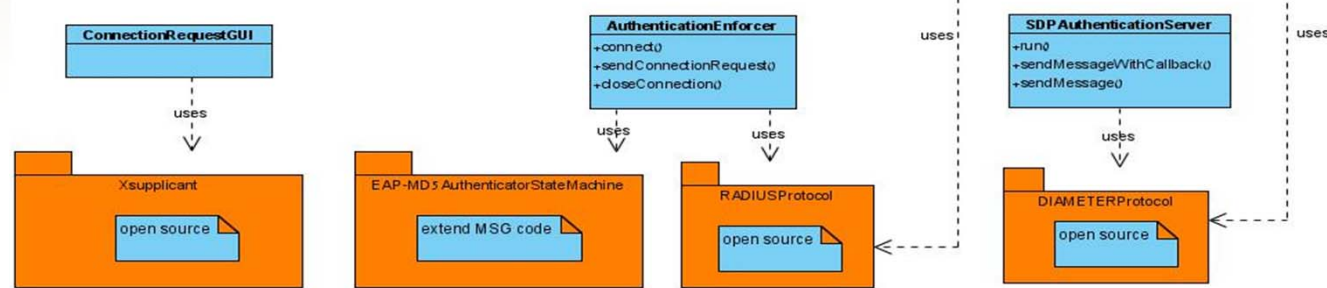 ConnectionRequestGUI
uses
Xsupplicant
open source
AuthenticationEnforcer
+connect()
+sendConnectionRequest()
+closeConnection()
uses
uses
EAP-MD5 AuthenticatorStateMachine
extend MSG code
RADIUSProtocol
open source
uses
SDPAuthenticationServer
+run()
+sendMessageWithCallback()
+sendMessage()
uses
uses
DIAMETERProtocol
open source